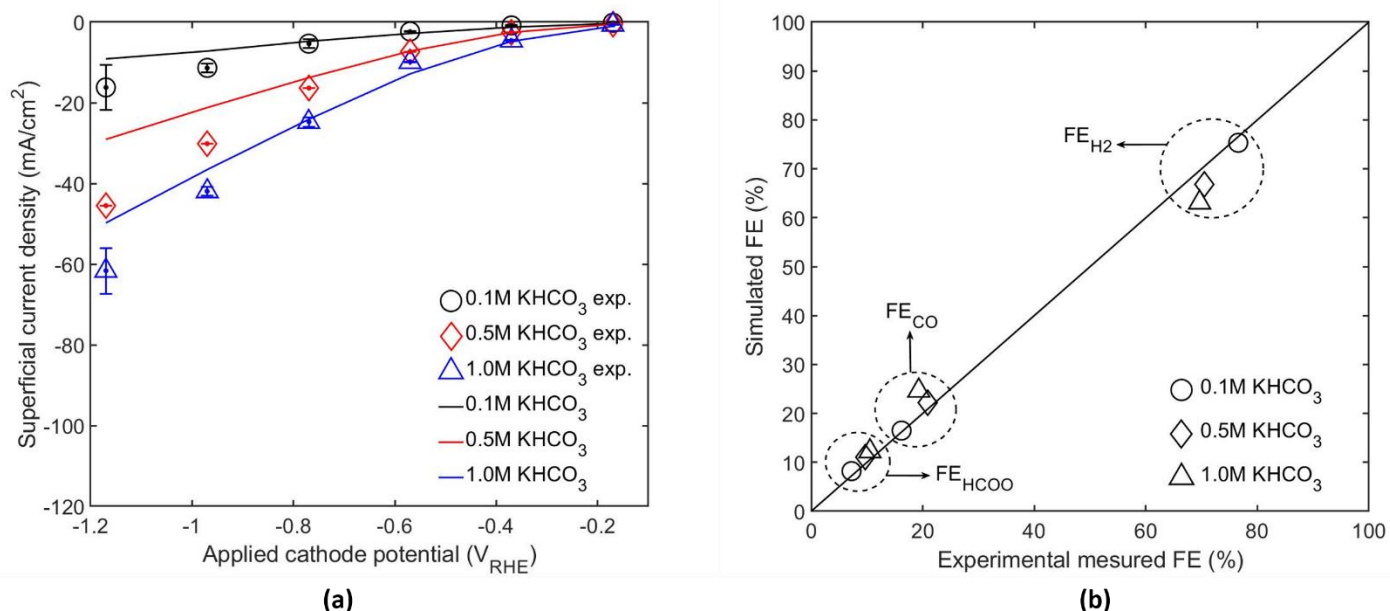 0
-20
-40
-60
-80
-100
-120
-1.2
-1
-0.8
-0.6
-0.4
-0.2
Superficial current density (mA/cm²)
Applied cathode potential (V_RHE)
0.1M KHCO₃ exp.
0.5M KHCO₃ exp.
1.0M KHCO₃ exp.
0.1M KHCO₃
0.5M KHCO₃
1.0M KHCO₃
(a)
100
90
80
70
60
50
40
30
20
10
0
0
20
40
60
80
100
Simulated FE (%)
Experimental mesured FE (%)
FE_H2
FE_CO
FE_HCOO
0.1M KHCO₃
0.5M KHCO₃
1.0M KHCO₃
(b)